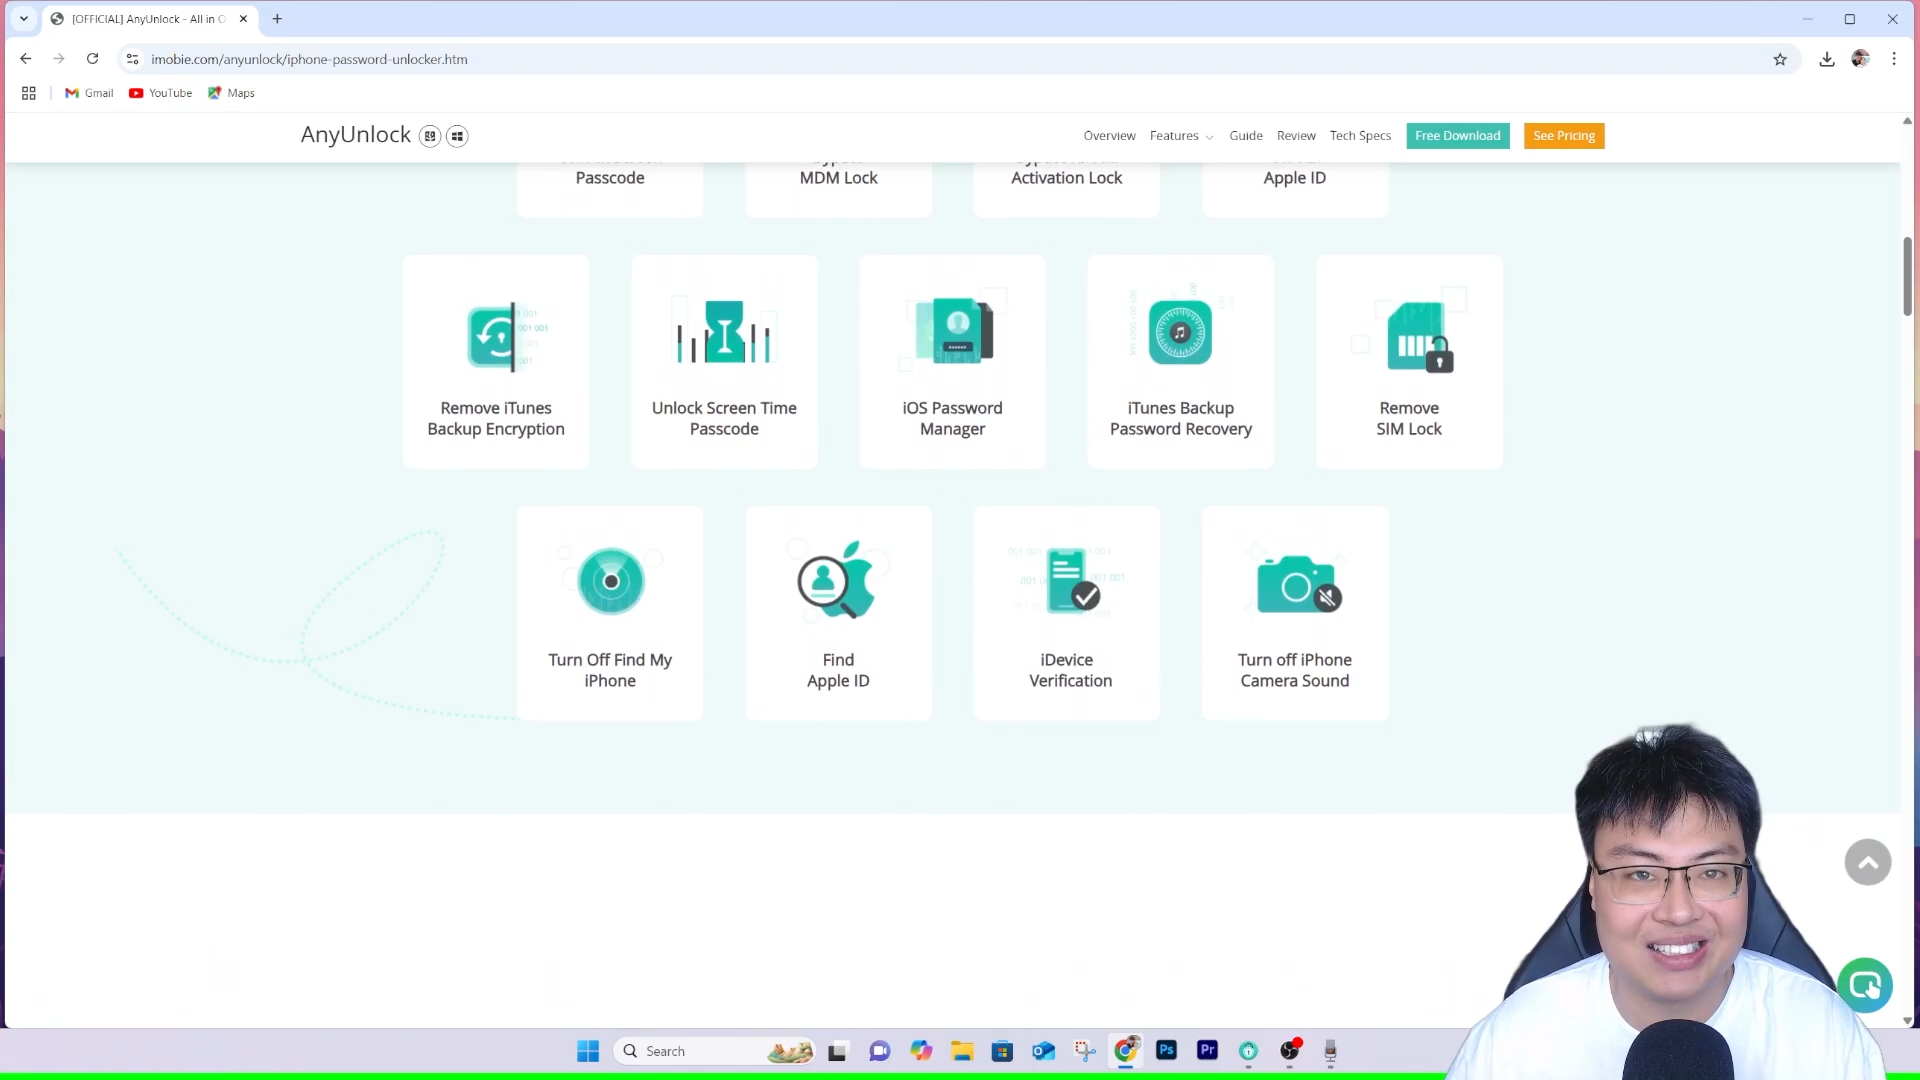 [OFFICIAL] AnyUnlock - All in O
imobie.com/anyunlock/iphone-password-unlocker.htm
Gmail
YouTube
Maps
AnyUnlock
Overview
Features
Guide
Review
Tech Specs
Free Download
See Pricing
Passcode
MDM Lock
Activation Lock
Apple ID
Remove iTunes
Backup Encryption
Unlock Screen Time
Passcode
iOS Password
Manager
iTunes Backup
Password Recovery
Remove
SIM Lock
Turn Off Find My
iPhone
Find
Apple ID
iDevice
Verification
Turn off iPhone
Camera Sound
Search
Ps
Pr